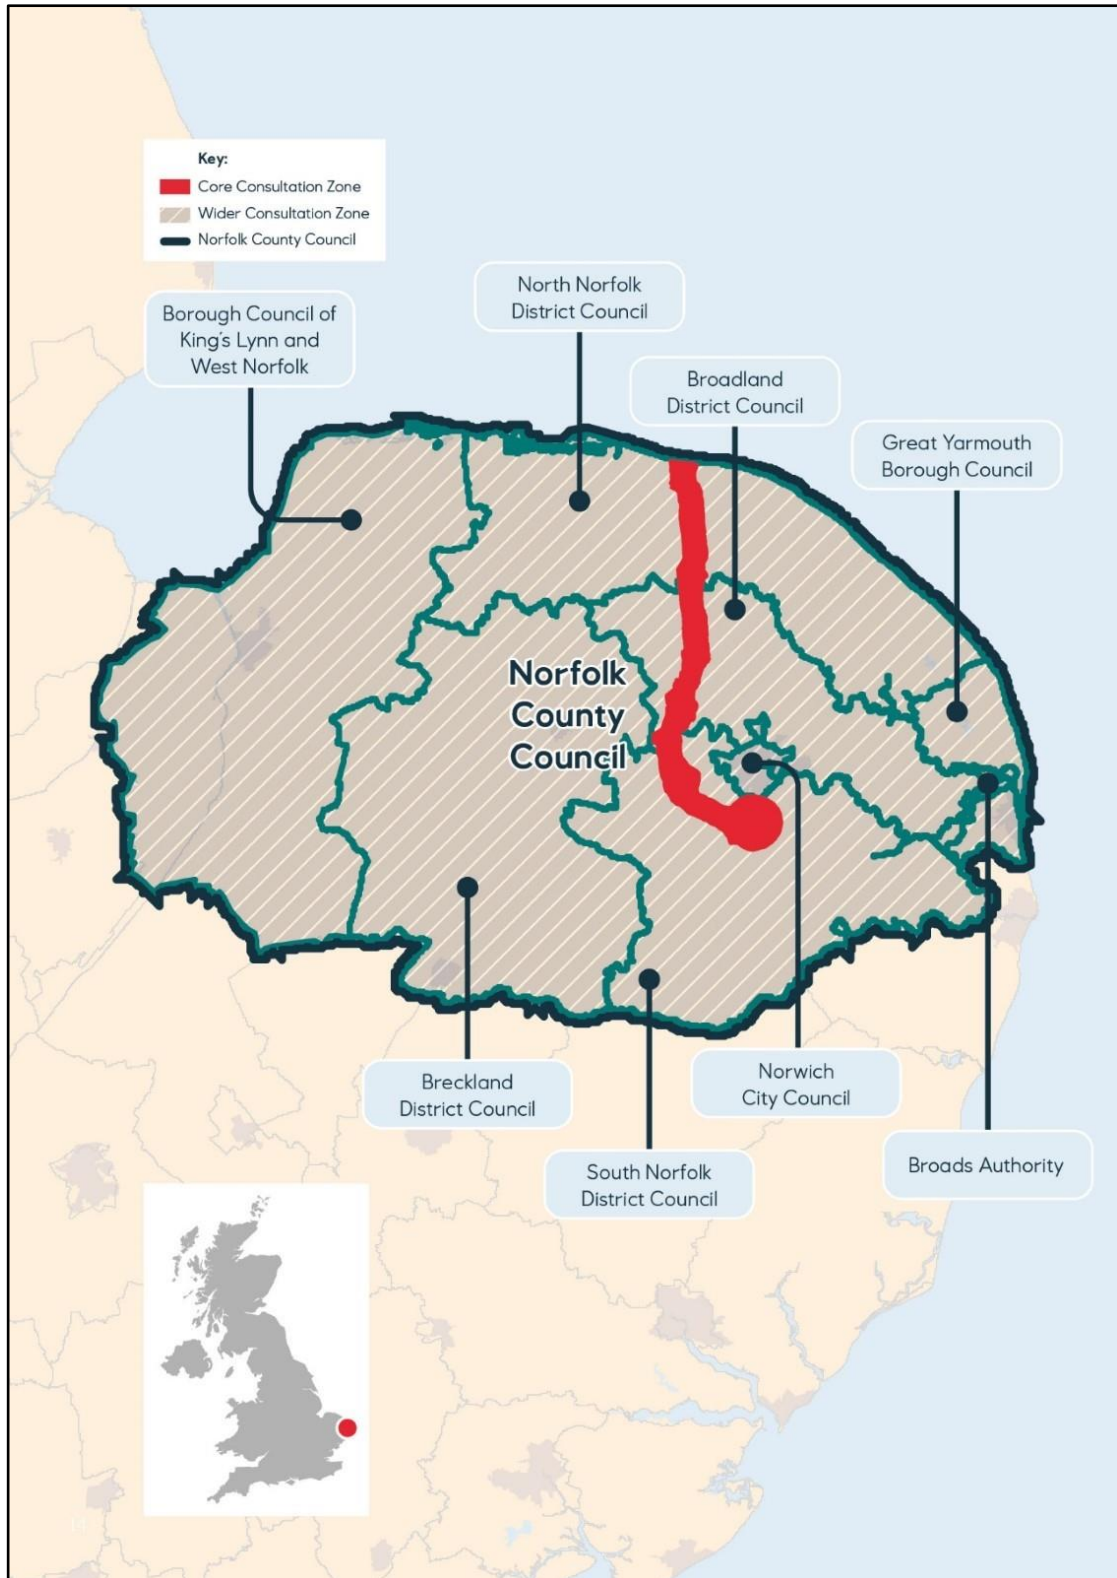 Key:
Core Consultation Zone
Wider Consultation Zone
Norfolk County Council
North Norfolk
District Council
Borough Council of
King's Lynn and
West Norfolk
Broadland
District Council
Great Yarmouth
Borough Council
Norfolk
County
Council
Breckland
District Council
Norwich
City Council
South Norfolk
District Council
Broads Authority
14